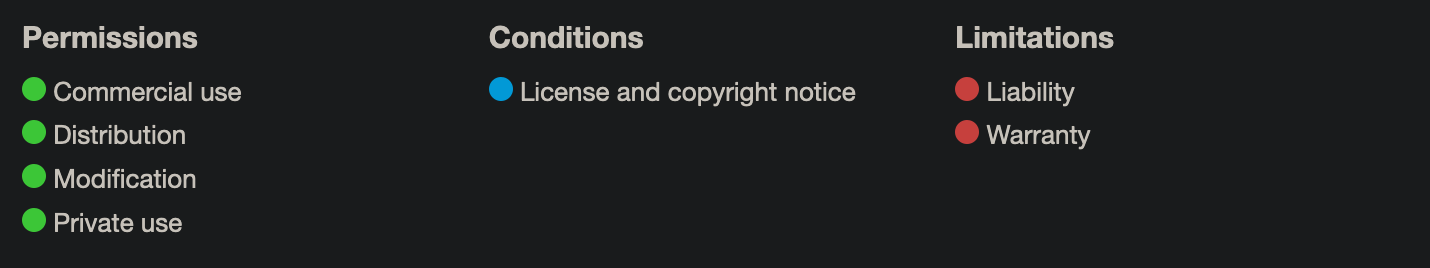 Permissions
Commercial use
Distribution
Modification
Private use
Conditions
License and copyright notice
Limitations
Liability
Warranty